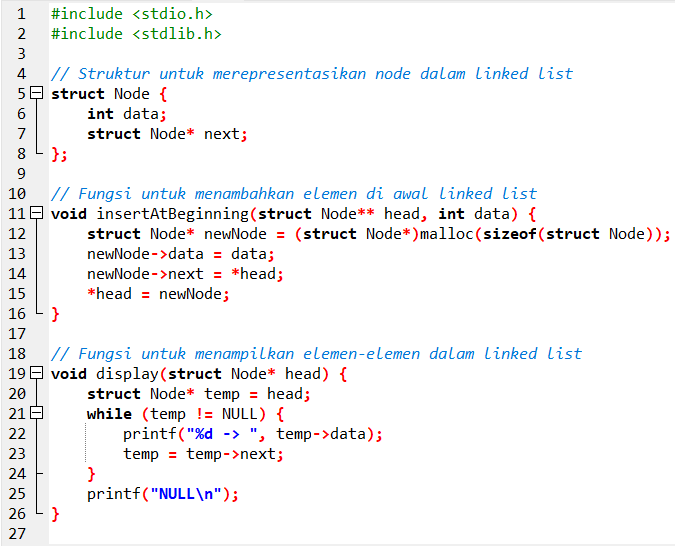 1 #include <stdio.h>
2 #include <stdlib.h>
3
4 // Struktur untuk merepresentasikan node dalam linked list
5 struct Node {
6     int data;
7     struct Node* next;
8 };
9
10 // Fungsi untuk menambahkan elemen di awal linked list
11 void insertAtBeginning(struct Node** head, int data) {
12     struct Node* newNode = (struct Node*)malloc(sizeof(struct Node));
13     newNode->data = data;
14     newNode->next = *head;
15     *head = newNode;
16 }
17
18 // Fungsi untuk menampilkan elemen-elemen dalam linked list
19 void display(struct Node* head) {
20     struct Node* temp = head;
21     while (temp != NULL) {
22         printf("%d -> ", temp->data);
23         temp = temp->next;
24     }
25     printf("NULL\n");
26 }
27